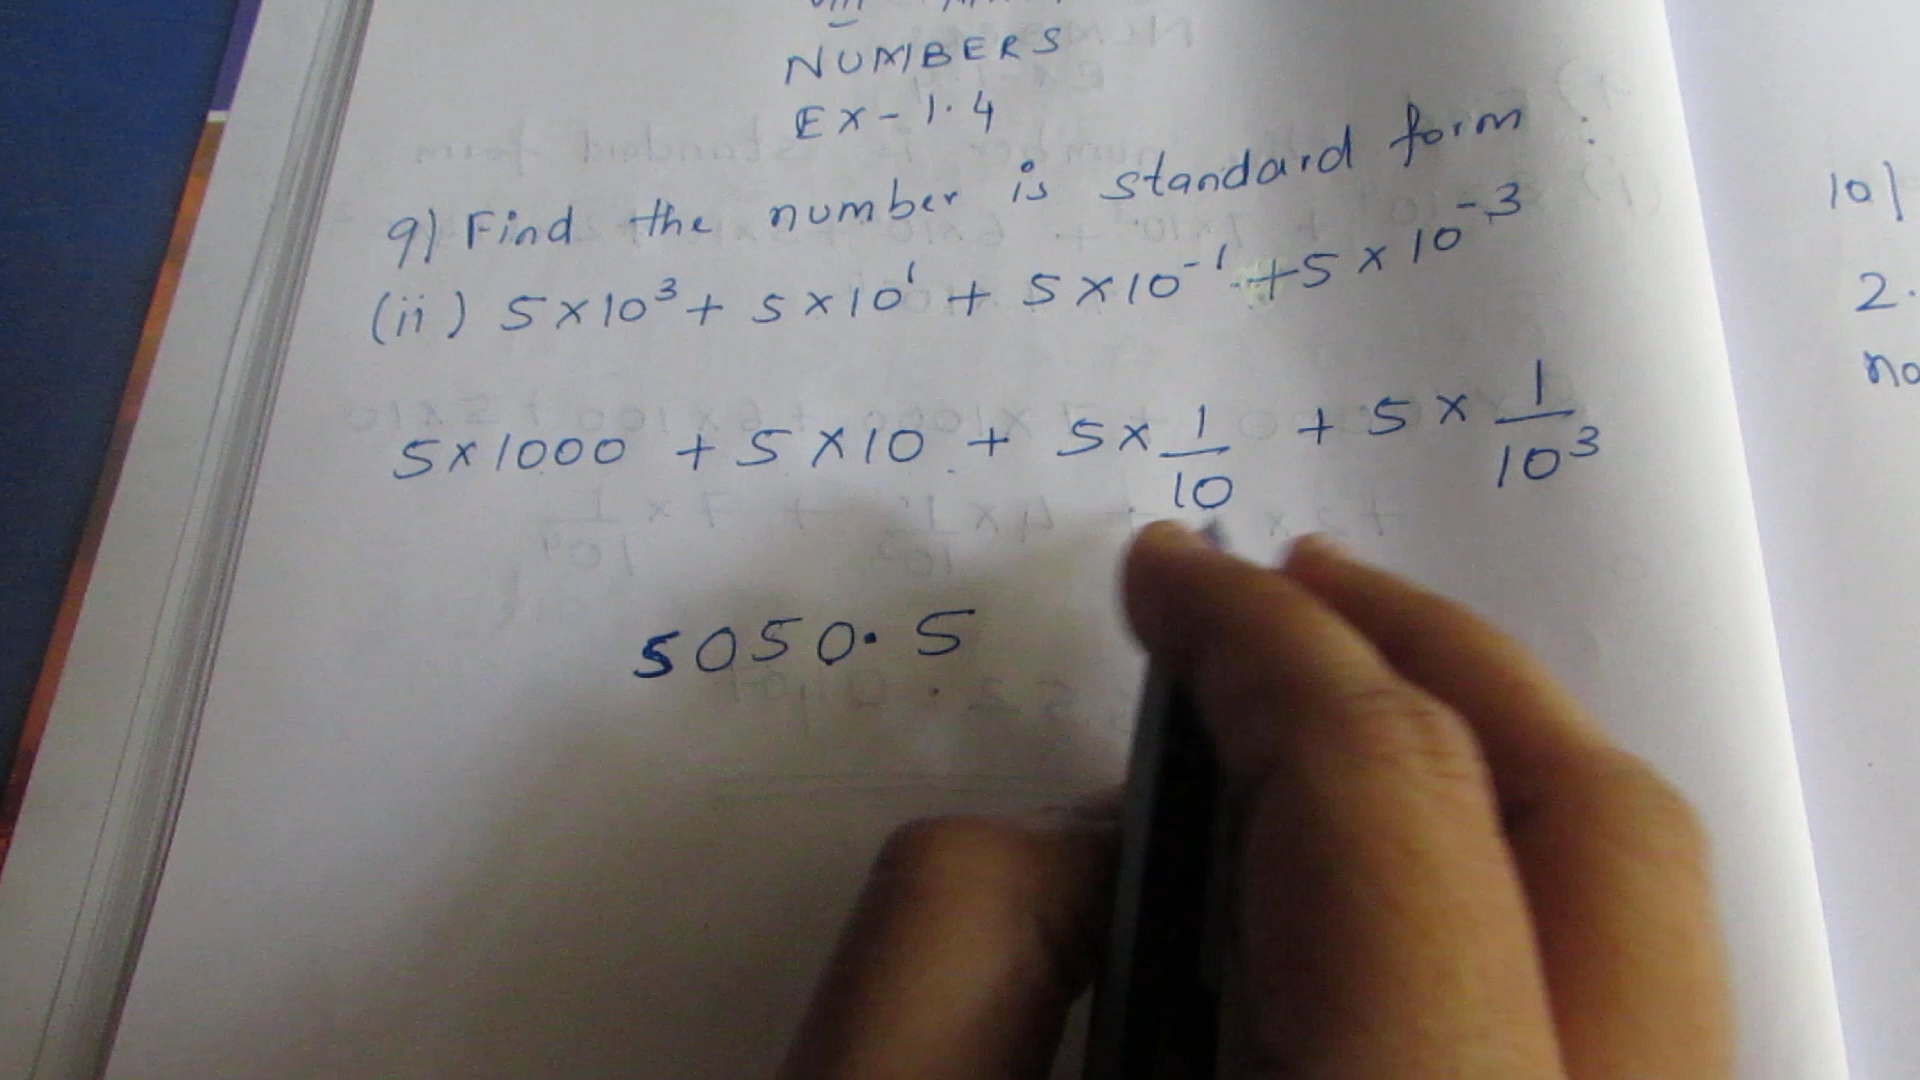 NUMBERS
EX-1.4
9) Find the number is standard form:
(ii) 5×10³ + 5×10¹ + 5×10⁻¹ + 5×10⁻³
5×1000 + 5×10 + 5×1/10 + 5×1/10³
5050.5
10)
2.